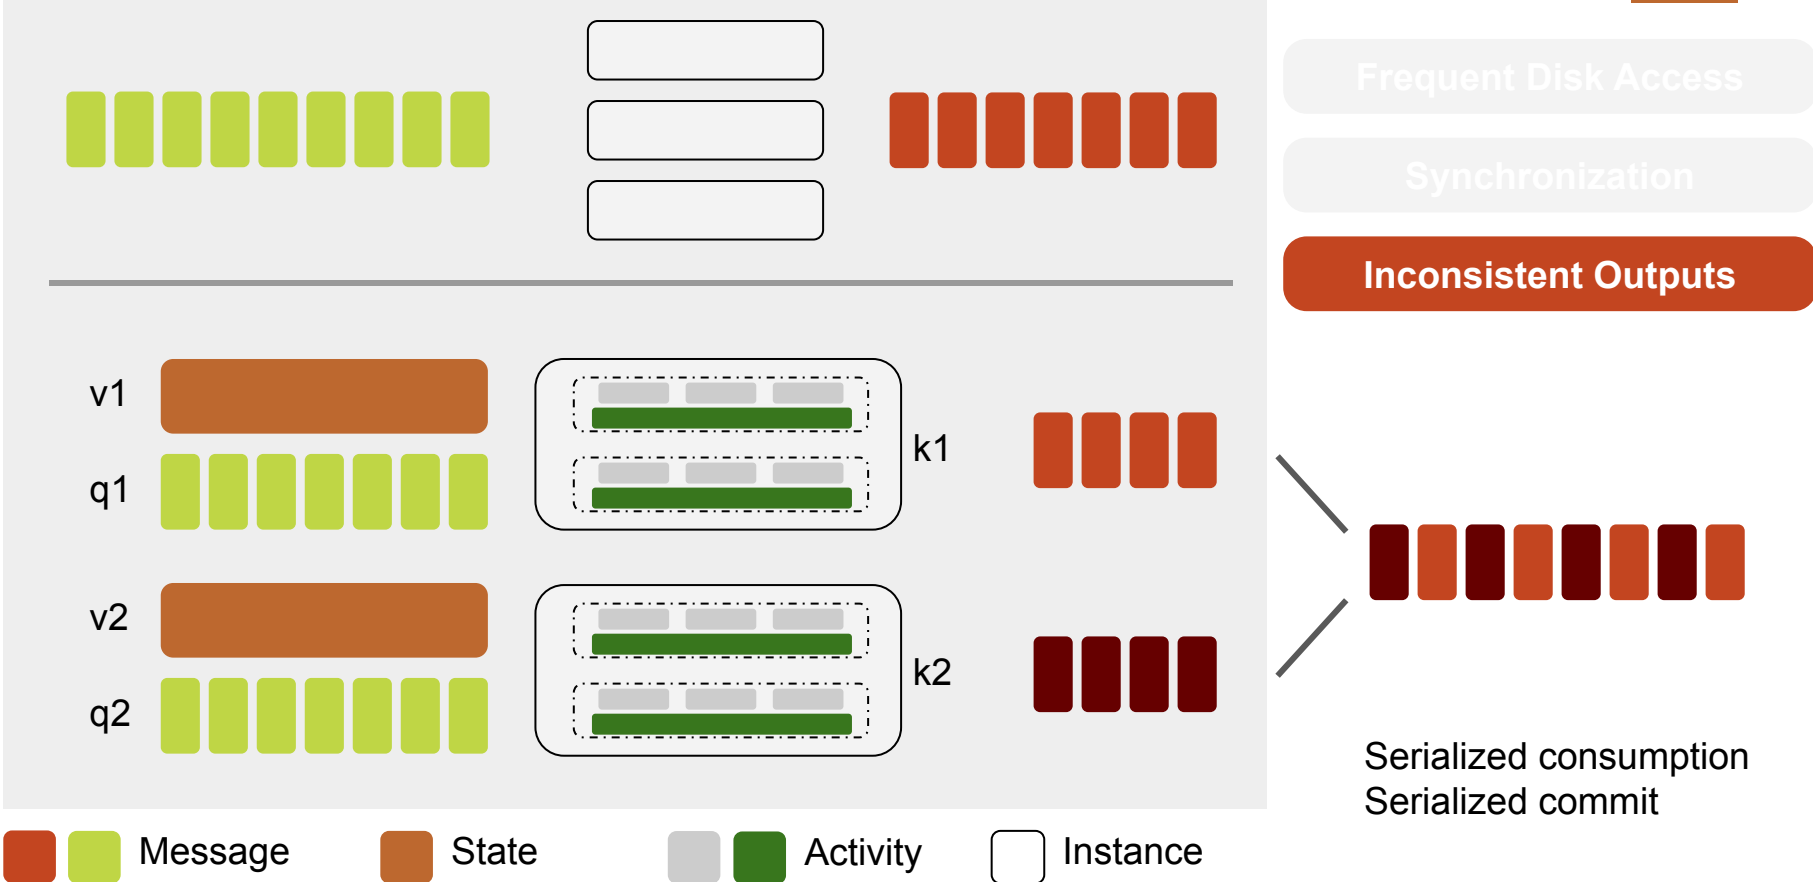 Frequent Disk Access
Synchronization
Inconsistent Outputs
v1
q1
k1
v2
q2
k2
Serialized consumption
Serialized commit
Message
State
Activity
Instance